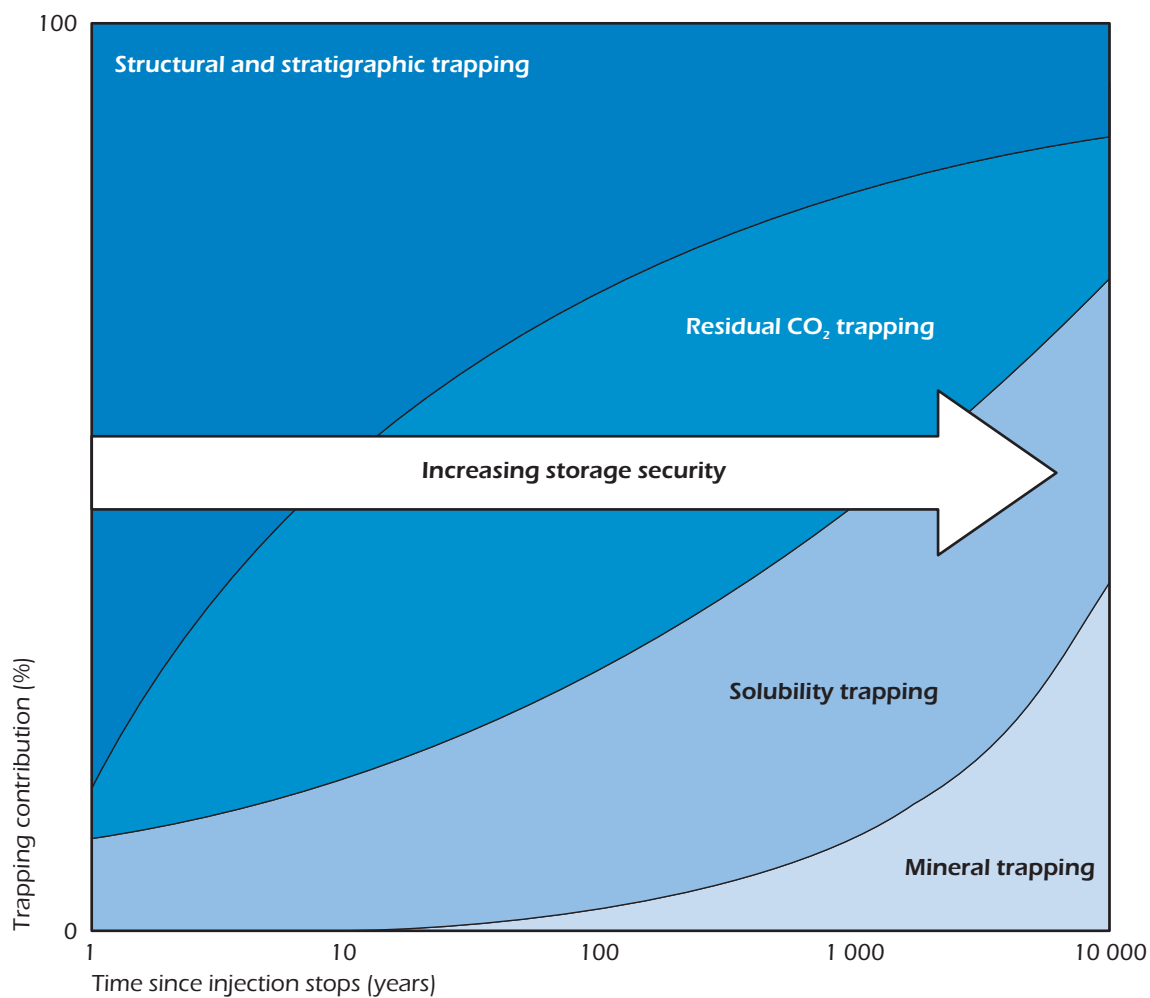 100
Structural and stratigraphic trapping
Residual CO₂ trapping
Increasing storage security
Solubility trapping
Mineral trapping
Trapping contribution (%)
0
1 10 100 1 000 10 000
Time since injection stops (years)